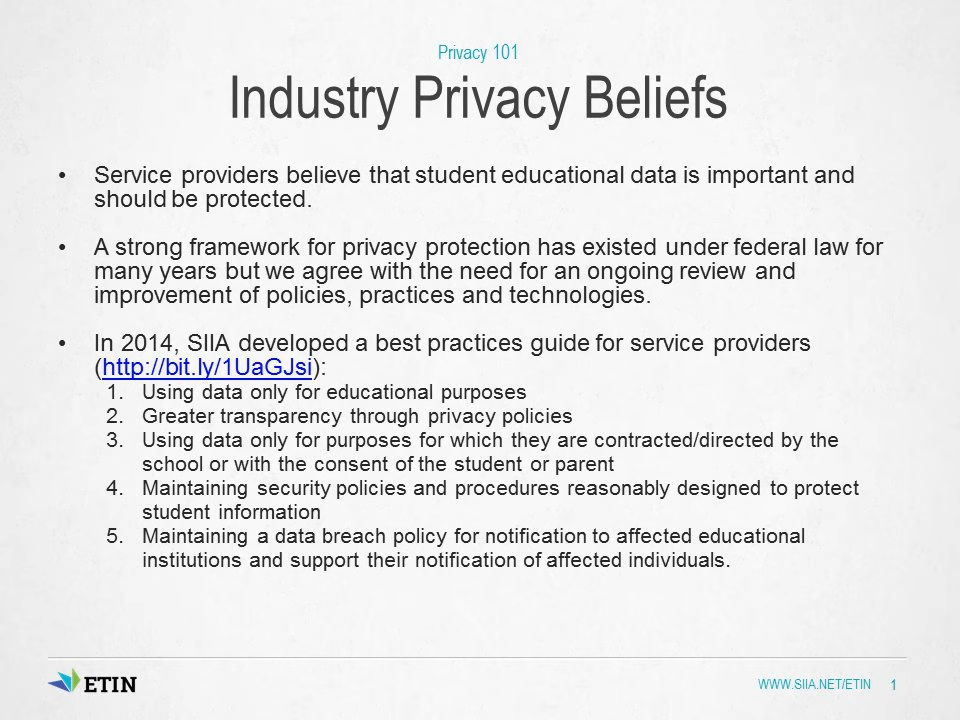 Privacy 101
Industry Privacy Beliefs
• Service providers believe that student educational data is important and
should be protected.
• A strong framework for privacy protection has existed under federal law for
many years but we agree with the need for an ongoing review and
improvement of policies, practices and technologies.
• In 2014, SIIA developed a best practices guide for service providers
(http://bit.ly/1UaGJsi):
1. Using data only for educational purposes
2. Greater transparency through privacy policies
3. Using data only for purposes for which they are contracted/directed by the
school or with the consent of the student or parent
4. Maintaining security policies and procedures reasonably designed to protect
student information
5. Maintaining a data breach policy for notification to affected educational
institutions and support their notification of affected individuals.
ETIN
WWW.SIIA.NET/ETIN 1